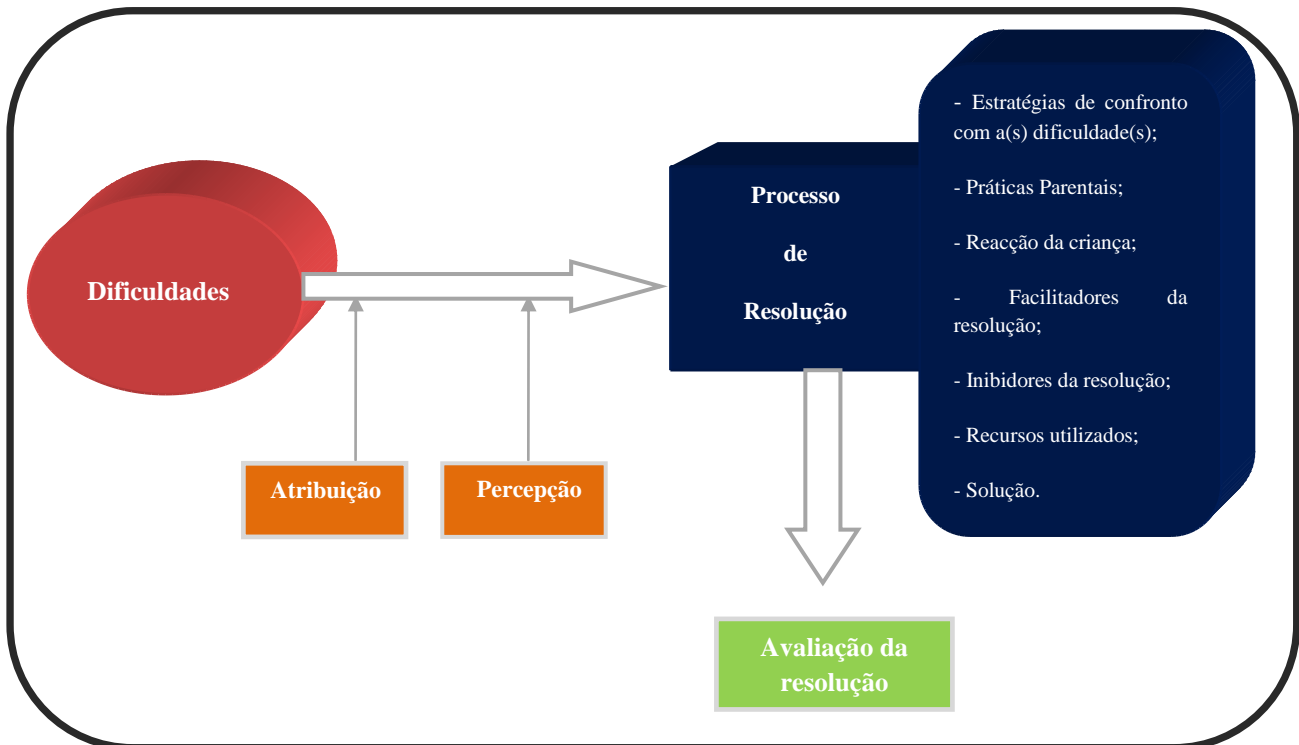 Dificuldades
Atribuição
Percepção
Processo
de
Resolução
- Estratégias de confronto
com a(s) dificuldade(s);
- Práticas Parentais;
- Reacção da criança;
- Facilitadores da
resolução;
- Inibidores da resolução;
- Recursos utilizados;
- Solução.
Avaliação da
resolução